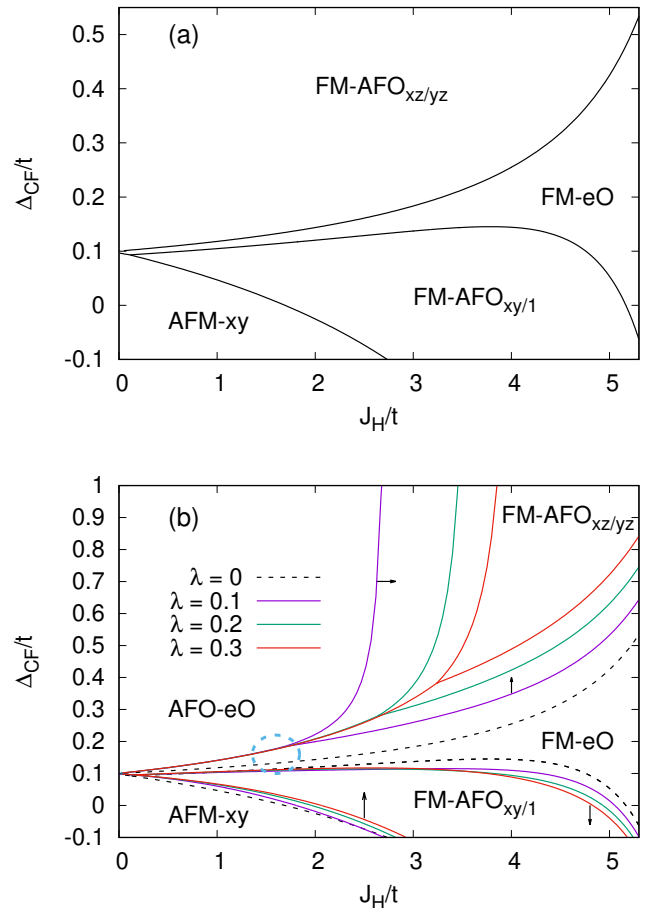 (a)
0.5
0.4
0.3
0.2
0.1
0
-0.1
Δ_CF/t
FM-AFO_xz/yz
FM-eO
FM-AFO_xy/1
AFM-xy
0 1 2 3 4 5
J_H/t
(b)
1
0.9
0.8
0.7
0.6
0.5
0.4
0.3
0.2
0.1
0
-0.1
Δ_CF/t
FM-AFO_xz/yz
λ = 0
λ = 0.1
λ = 0.2
λ = 0.3
AFO-eO
FM-eO
FM-AFO_xy/1
AFM-xy
0 1 2 3 4 5
J_H/t